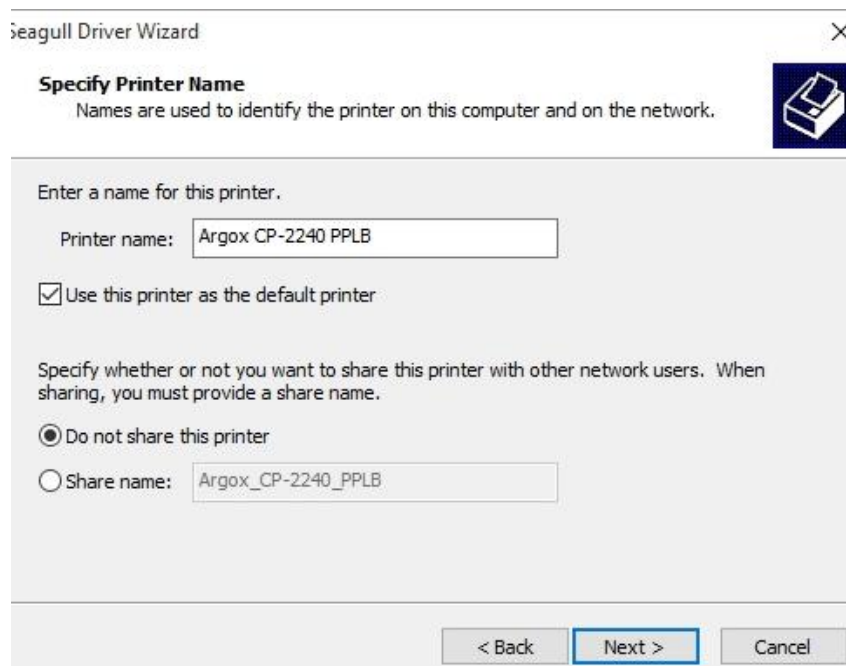 Seagull Driver Wizard
Specify Printer Name
Names are used to identify the printer on this computer and on the network.
Enter a name for this printer.
Printer name: Argox CP-2240 PPLB
Use this printer as the default printer
Specify whether or not you want to share this printer with other network users.  When
sharing, you must provide a share name.
Do not share this printer
Share name: Argox_CP-2240_PPLB
< Back Next > Cancel